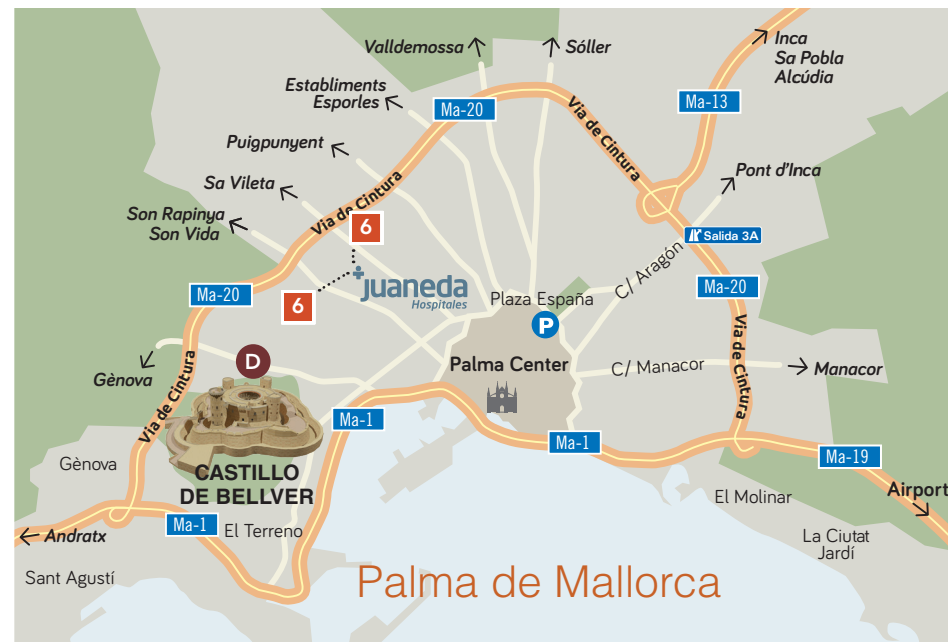 Valldemossa
Sóller
Inca
Sa Pobla
Alcúdia
Establiments
Esporles
Ma-20
Ma-13
Via de Cintura
Puigpunyent
Pont d'Inca
Sa Vileta
Via de Cintura
Son Rapinya
Son Vida
6
Salida 3A
C/ Aragón
juaneda
Hospitales
6
Ma-20
Ma-20
Plaza España
P
Via de Cintura
D
Palma Center
C/ Manacor
Manacor
Gènova
Via de Cintura
Ma-1
Ma-1
Ma-19
Gènova
CASTILLO
DE BELLVER
Airport
El Molinar
Ma-1
El Terreno
Andratx
La Ciutat
Jardí
Sant Agustí
Palma de Mallorca